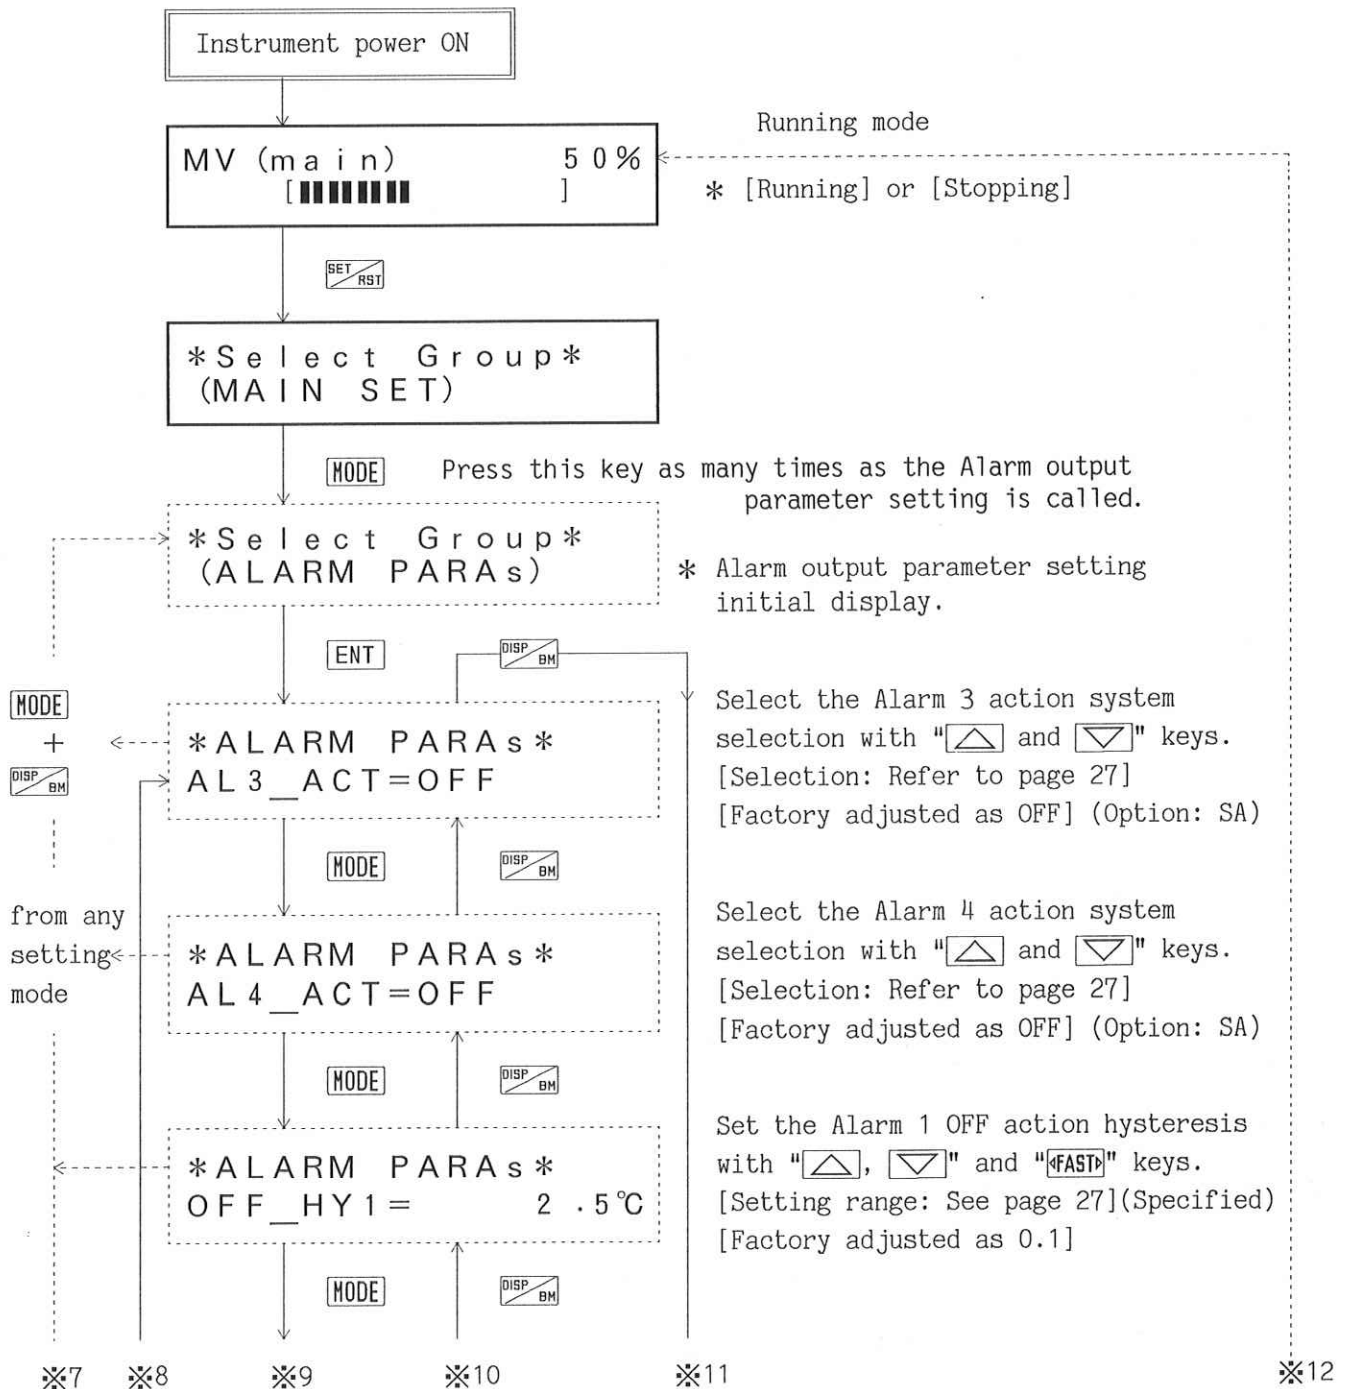 Instrument power ON
Running mode
MV (main) 50%
[▮▮▮▮▮▮▮▮ ]
* [Running] or [Stopping]
SET/RST
*Select Group*
(MAIN SET)
MODE Press this key as many times as the Alarm output
parameter setting is called.
*Select Group*
(ALARM PARAs)
* Alarm output parameter setting
initial display.
ENT
DISP/BM
MODE
+
DISP/BM
*ALARM PARAs*
AL3_ACT=OFF
Select the Alarm 3 action system
selection with "△ and ▽" keys.
[Selection: Refer to page 27]
[Factory adjusted as OFF] (Option: SA)
MODE
DISP/BM
from any
setting
mode
*ALARM PARAs*
AL4_ACT=OFF
Select the Alarm 4 action system
selection with "△ and ▽" keys.
[Selection: Refer to page 27]
[Factory adjusted as OFF] (Option: SA)
MODE
DISP/BM
*ALARM PARAs*
OFF_HY1= 2.5℃
Set the Alarm 1 OFF action hysteresis
with "△, ▽" and "◁FAST▷" keys.
[Setting range: See page 27](Specified)
[Factory adjusted as 0.1]
MODE
DISP/BM
※7 ※8 ※9 ※10 ※11 ※12